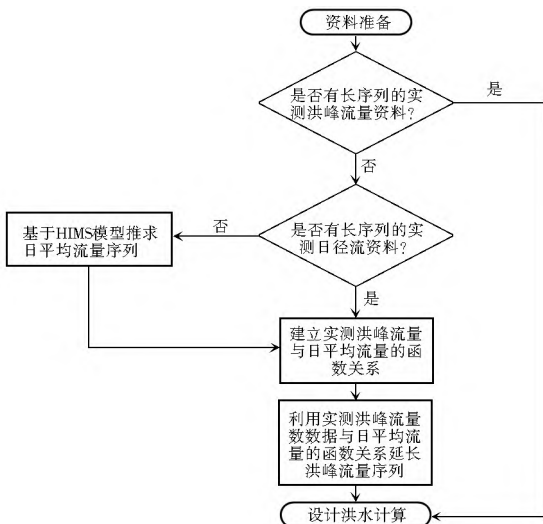 资料准备
是否有长序列的实
测洪峰流量资料？
是
否
基于HIMS模型推求
日平均流量序列
否
是否有长序列的实
测日径流资料？
是
建立实测洪峰流量
与日平均流量的函
数关系
利用实测洪峰流量
数数据与日平均流
量的函数关系延长
洪峰流量序列
设计洪水计算